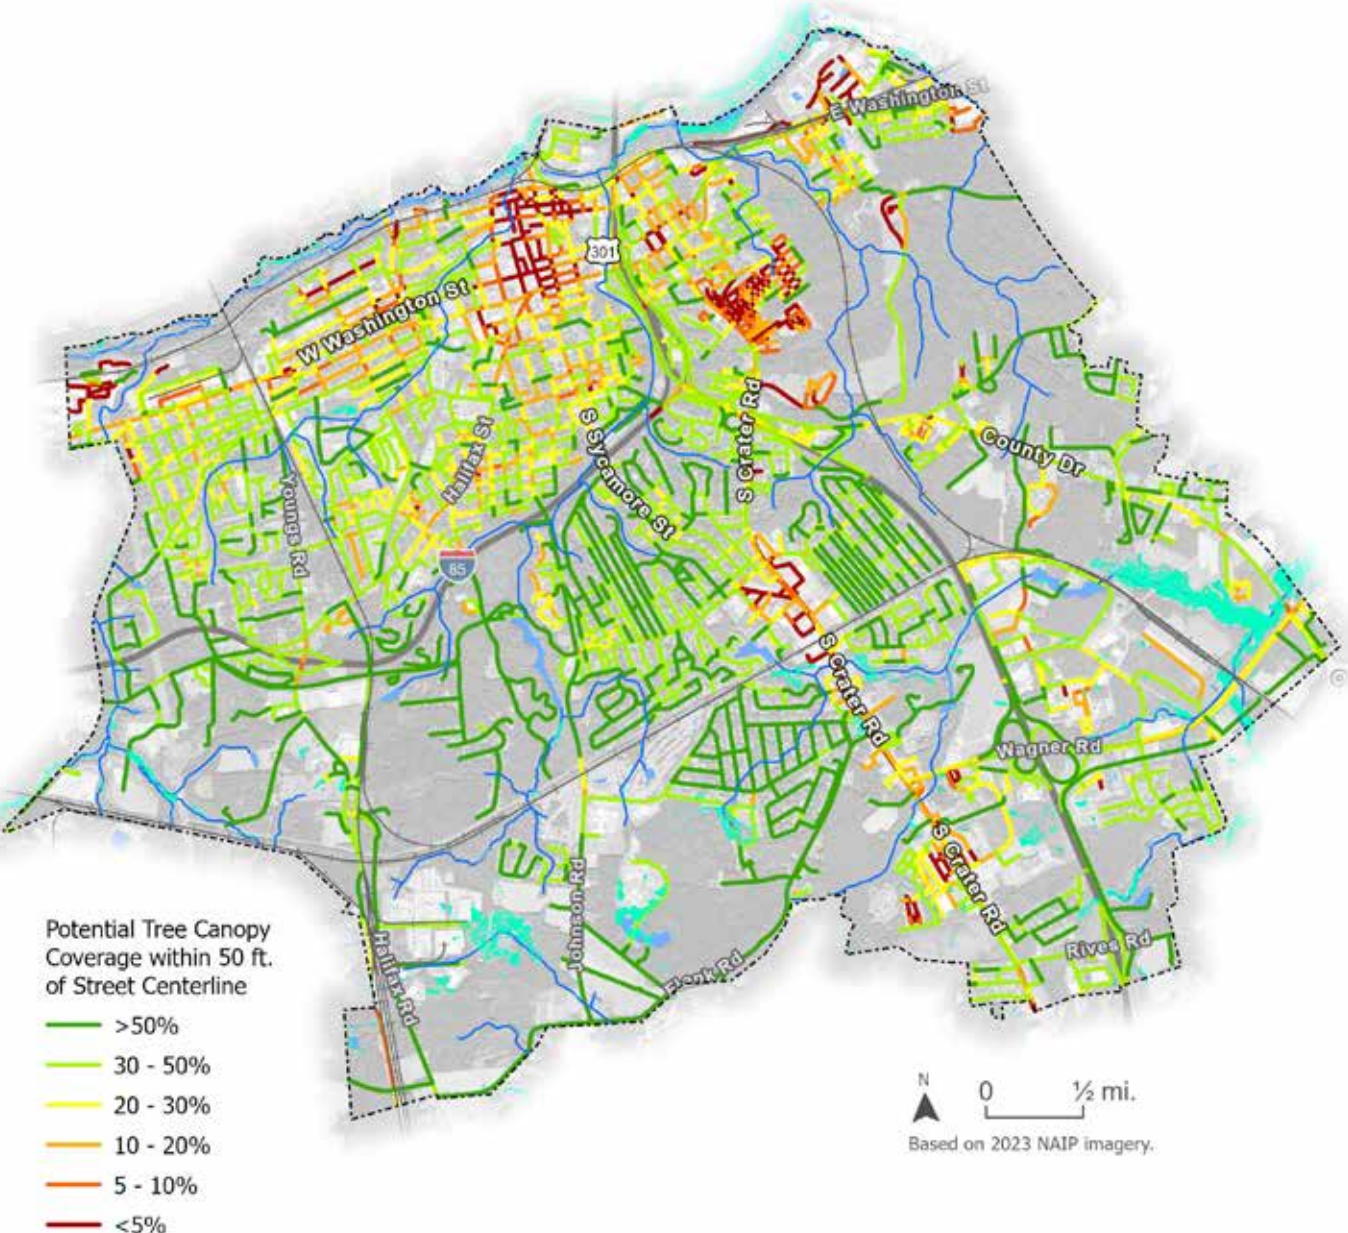 E Washington St
301
W Washington St
S Crater Rd
Halifax St
S Sycamore St
County Dr
Youngs Rd
85
S Crater Rd
©
Wagner Rd
S Crater Rd
Johnson Rd
Rives Rd
Halifax Rd
Flank Rd
Potential Tree Canopy
Coverage within 50 ft.
of Street Centerline
>50%
30 - 50%
20 - 30%
10 - 20%
5 - 10%
<5%
N
0 ½ mi.
Based on 2023 NAIP imagery.